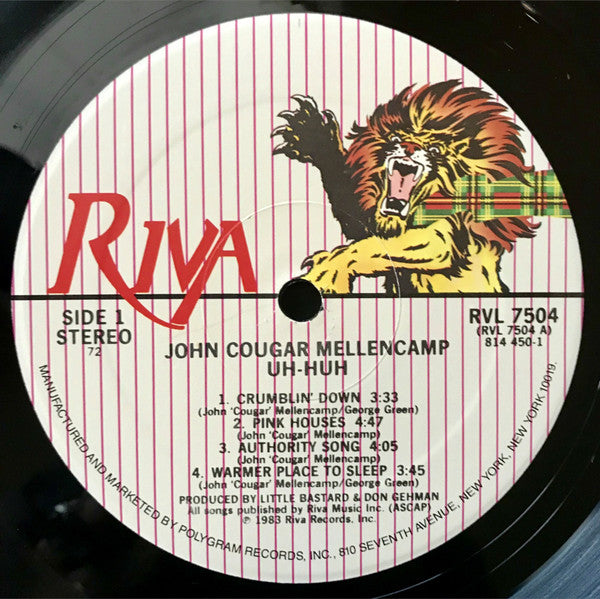 RIVA
SIDE 1
STEREO
72
RVL 7504
(RVL 7504 A)
814 450-1
JOHN COUGAR MELLENCAMP
UH-HUH
1. CRUMBLIN' DOWN 3:33
(John 'Cougar' Mellencamp/George Green)
2. PINK HOUSES 4:47
(John 'Cougar' Mellencamp)
3. AUTHORITY SONG 4:05
(John 'Cougar' Mellencamp)
4. WARMER PLACE TO SLEEP 3:45
(John 'Cougar' Mellencamp/George Green)
PRODUCED BY LITTLE BASTARD & DON GEHMAN
All songs published by Riva Music Inc. (ASCAP)
℗ 1983 Riva Records, Inc.
MANUFACTURED AND MARKETED BY POLYGRAM RECORDS, INC., 810 SEVENTH AVENUE, NEW YORK, NEW YORK 10019.